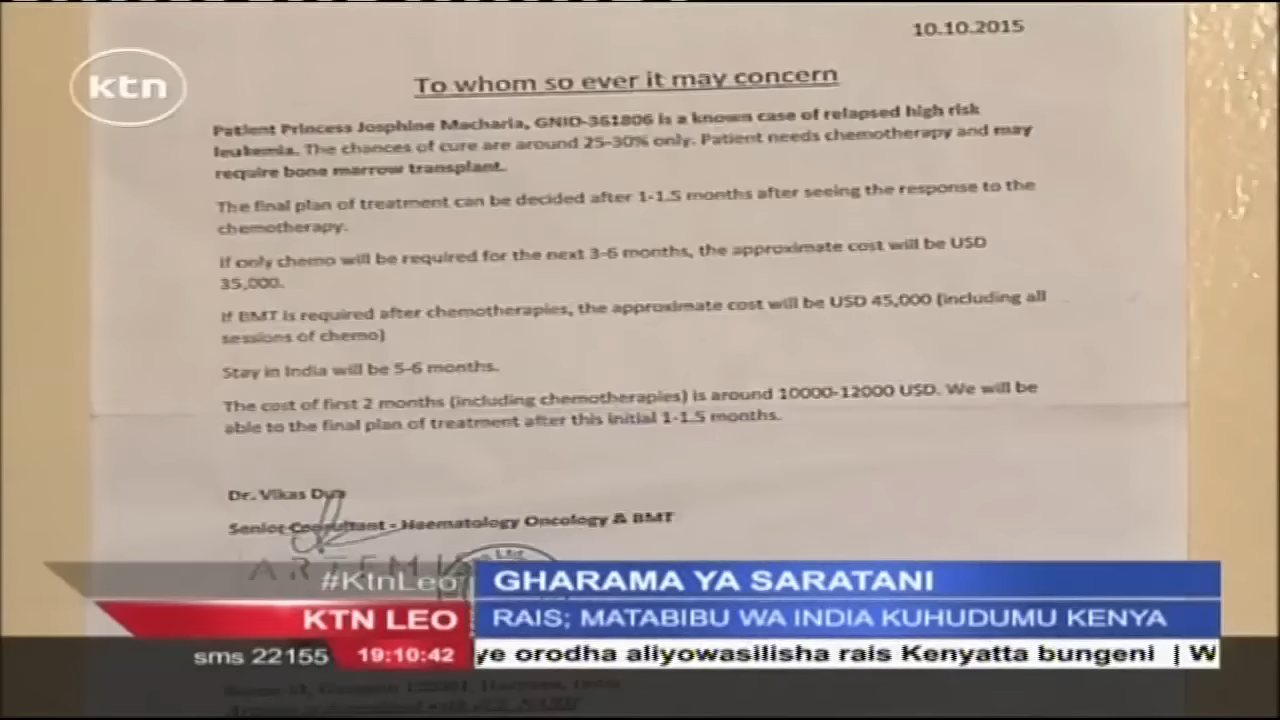 10.10.2015
ktn
To whom so ever it may concern
Patient Princess Josphine Macharia, GNID-361806 is a known case of relapsed high risk
leukemia. The chances of cure are around 25-30% only. Patient needs chemotherapy and may
require bone marrow transplant.
The final plan of treatment can be decided after 1-1.5 months after seeing the response to the
chemotherapy.
If only chemo will be required for the next 3-6 months, the approximate cost will be USD
35,000.
If BMT is required after chemotherapies, the approximate cost will be USD 45,000 (including all
sessions of chemo)
Stay in India will be 5-6 months.
The cost of first 2 months (including chemotherapies) is around 10000-12000 USD. We will be
able to the final plan of treatment after this initial 1-1.5 months.
Dr. Vikas Dua
Senior Consultant - Haematology Oncology & BMT
#KtnLeo
GHARAMA YA SARATANI
KTN LEO
RAIS; MATABIBU WA INDIA KUHUDUMU KENYA
sms 22155
19:10:42
ye orodha aliyowasilisha rais Kenyatta bungeni | W